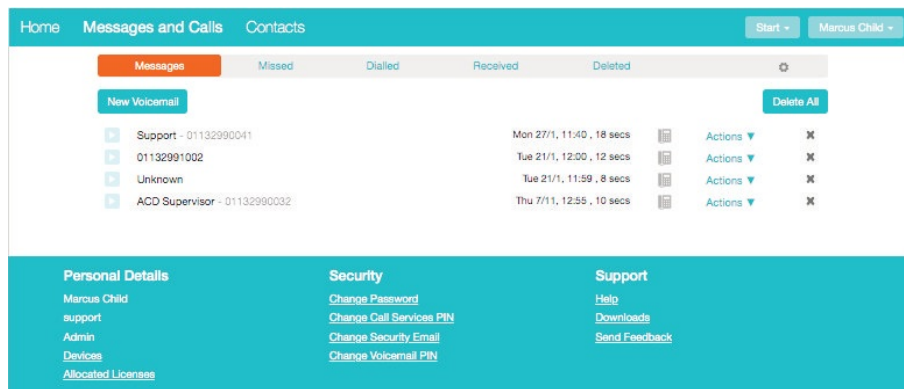 Home Messages and Calls Contacts Start Marcus Child
Messages Missed Dialled Received Deleted
New Voicemail Delete All
Support - 01132990041 Mon 27/1, 11:40 , 18 secs Actions ▼
01132991002 Tue 21/1, 12:00 , 12 secs Actions ▼
Unknown Tue 21/1, 11:59 , 8 secs Actions ▼
ACD Supervisor - 01132990032 Thu 7/11, 12:55 , 10 secs Actions ▼
Personal Details Security Support
Marcus Child Change Password Help
support Change Call Services PIN Downloads
Admin Change Security Email Send Feedback
Devices Change Voicemail PIN
Allocated Licenses